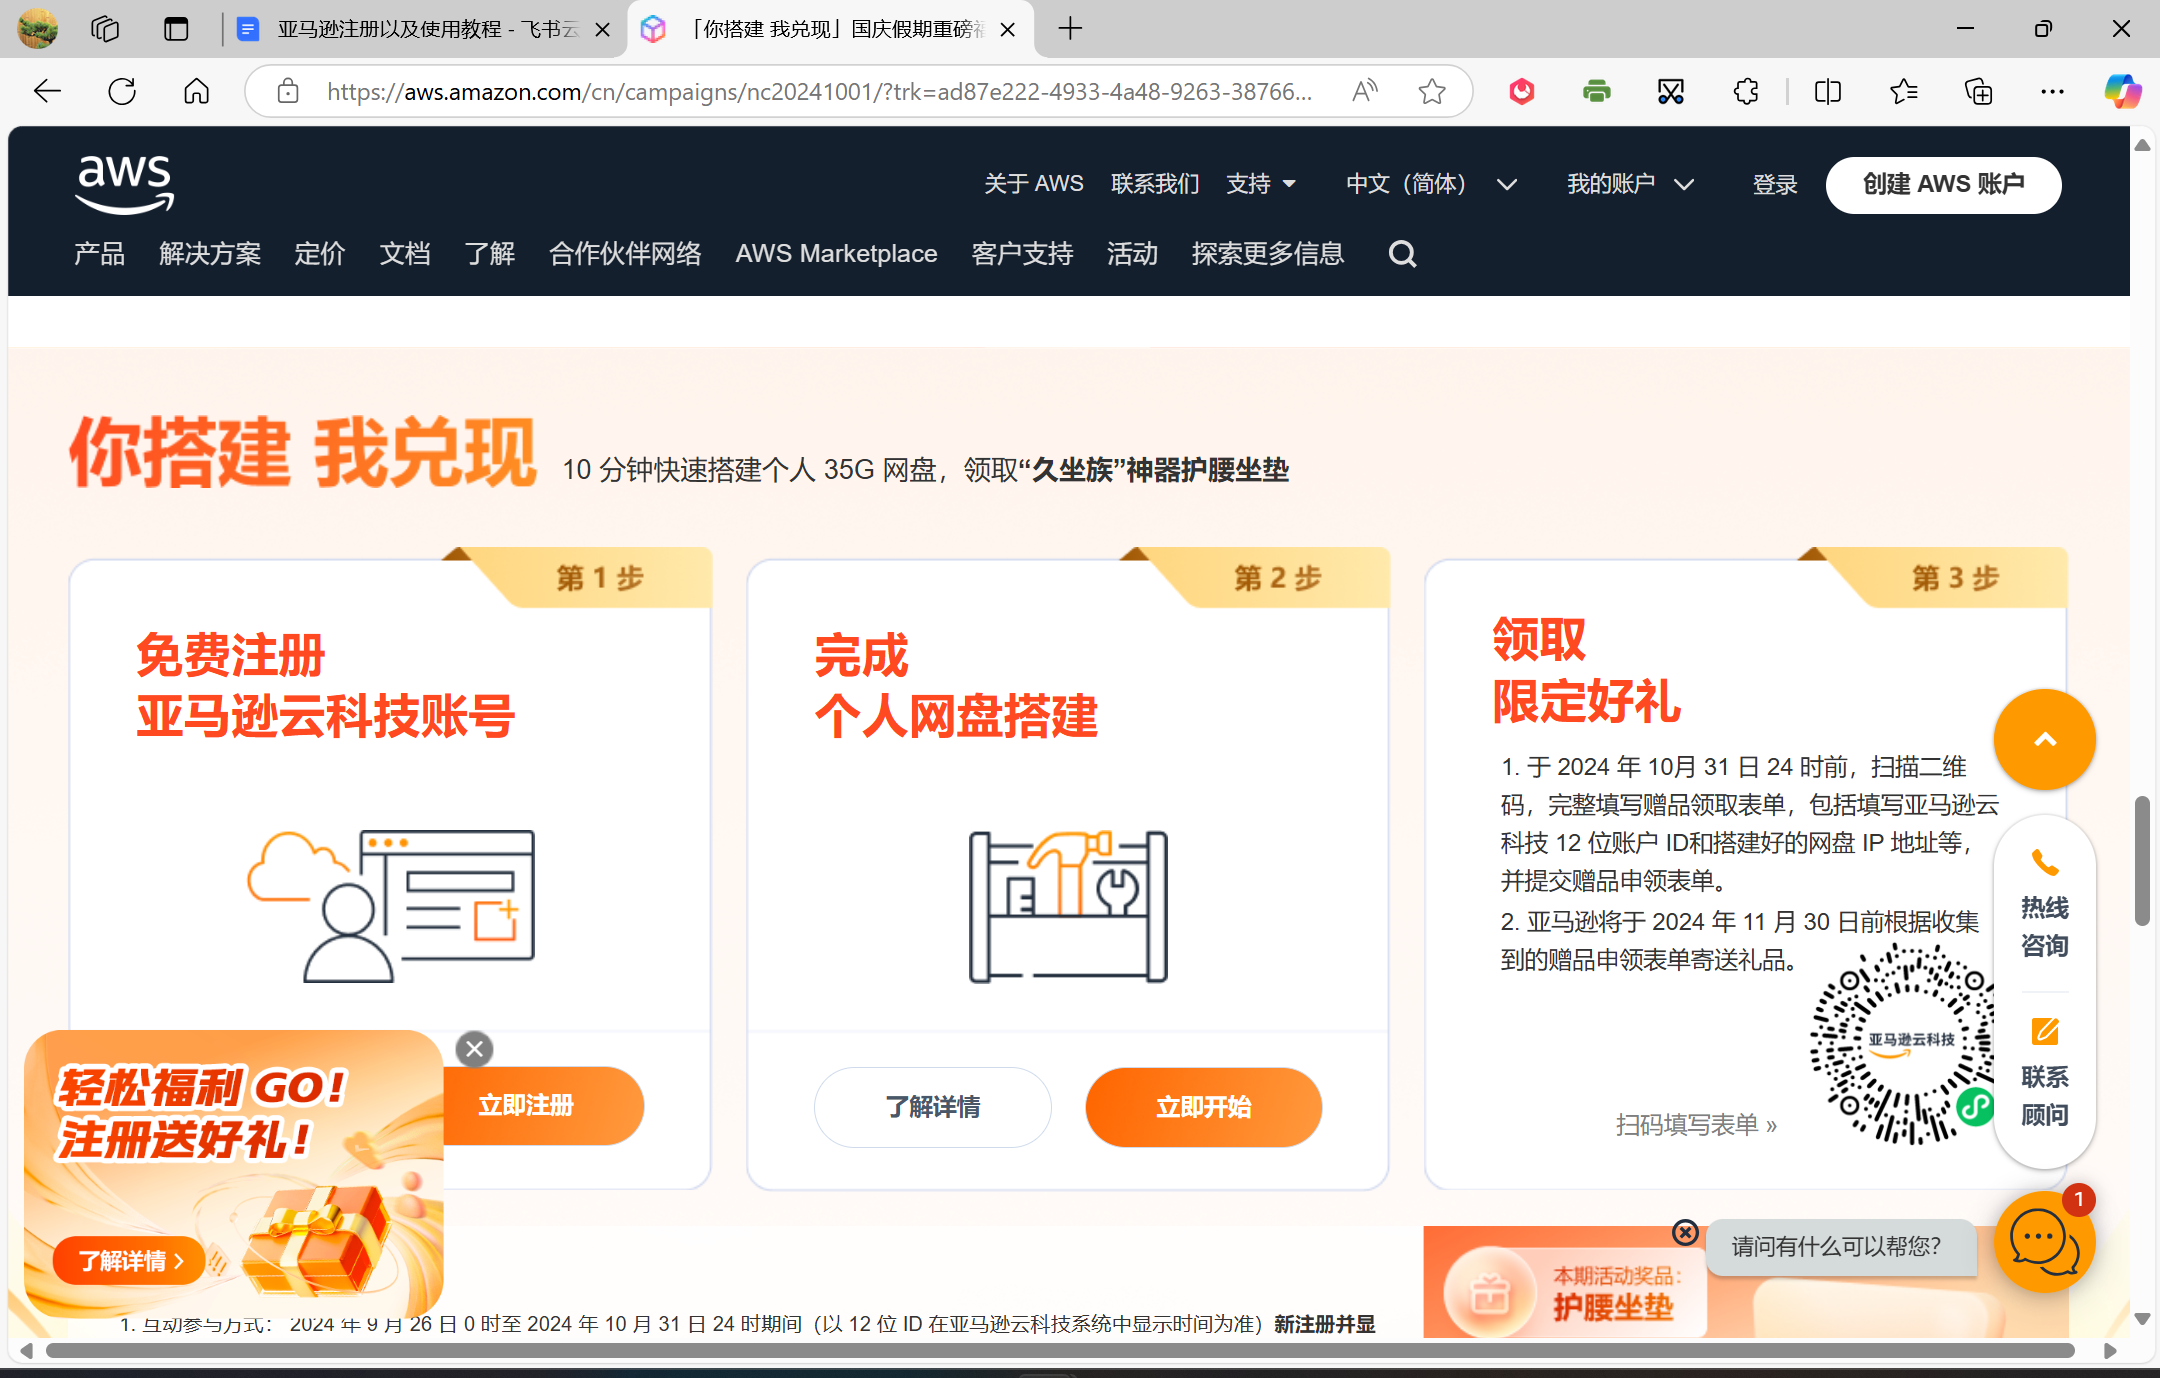 亚马逊注册以及使用教程 - 飞书云
「你搭建 我兑现」国庆假期重磅
https://aws.amazon.com/cn/campaigns/nc20241001/?trk=ad87e222-4933-4a48-9263-38766...
aws
关于 AWS 联系我们 支持 中文（简体） 我的账户 登录 创建 AWS 账户
产品 解决方案 定价 文档 了解 合作伙伴网络 AWS Marketplace 客户支持 活动 探索更多信息
你搭建 我兑现 10 分钟快速搭建个人 35G 网盘，领取“久坐族”神器护腰坐垫
第 1 步
免费注册
亚马逊云科技账号
立即注册
第 2 步
完成
个人网盘搭建
了解详情
立即开始
第 3 步
领取
限定好礼
1. 于 2024 年 10月 31 日 24 时前，扫描二维
码，完整填写赠品领取表单，包括填写亚马逊云
科技 12 位账户 ID和搭建好的网盘 IP 地址等，
并提交赠品申领表单。
2. 亚马逊将于 2024 年 11 月 30 日前根据收集
到的赠品申领表单寄送礼品。
亚马逊云科技
扫码填写表单 »
热线
咨询
联系
顾问
轻松福利 GO！
注册送好礼！
了解详情 >
1
请问有什么可以帮您?
本期活动奖品：
护腰坐垫
1. 互动参与方式： 2024 年 9 月 26 日 0 时至 2024 年 10 月 31 日 24 时期间（以 12 位 ID 在亚马逊云科技系统中显示时间为准）新注册并显